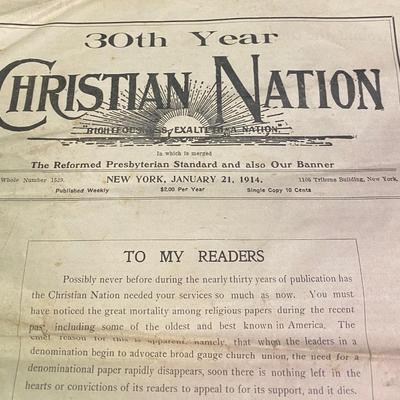 30th Year
CHRISTIAN NATION
RIGHTEOUSNESS EXALTETH A NATION
In which is merged
The Reformed Presbyterian Standard and also Our Banner
Whole Number 1529.
NEW YORK, JANUARY 21, 1914.
1105 Tribune Building, New York.
Published Weekly
$2.00 Per Year
Single Copy 10 Cents
TO MY READERS
Possibly never before during the nearly thirty years of publication has
the Christian Nation needed your services so much as now. You must
have noticed the great mortality among religious papers during the recent
past, including some of the oldest and best known in America. The
chief reason for this is apparent, namely, that when the leaders in a
denomination begin to advocate broad gauge church union, the need for a
denominational paper rapidly disappears, soon there is nothing left in the
hearts or convictions of its readers to appeal to for its support, and it dies.